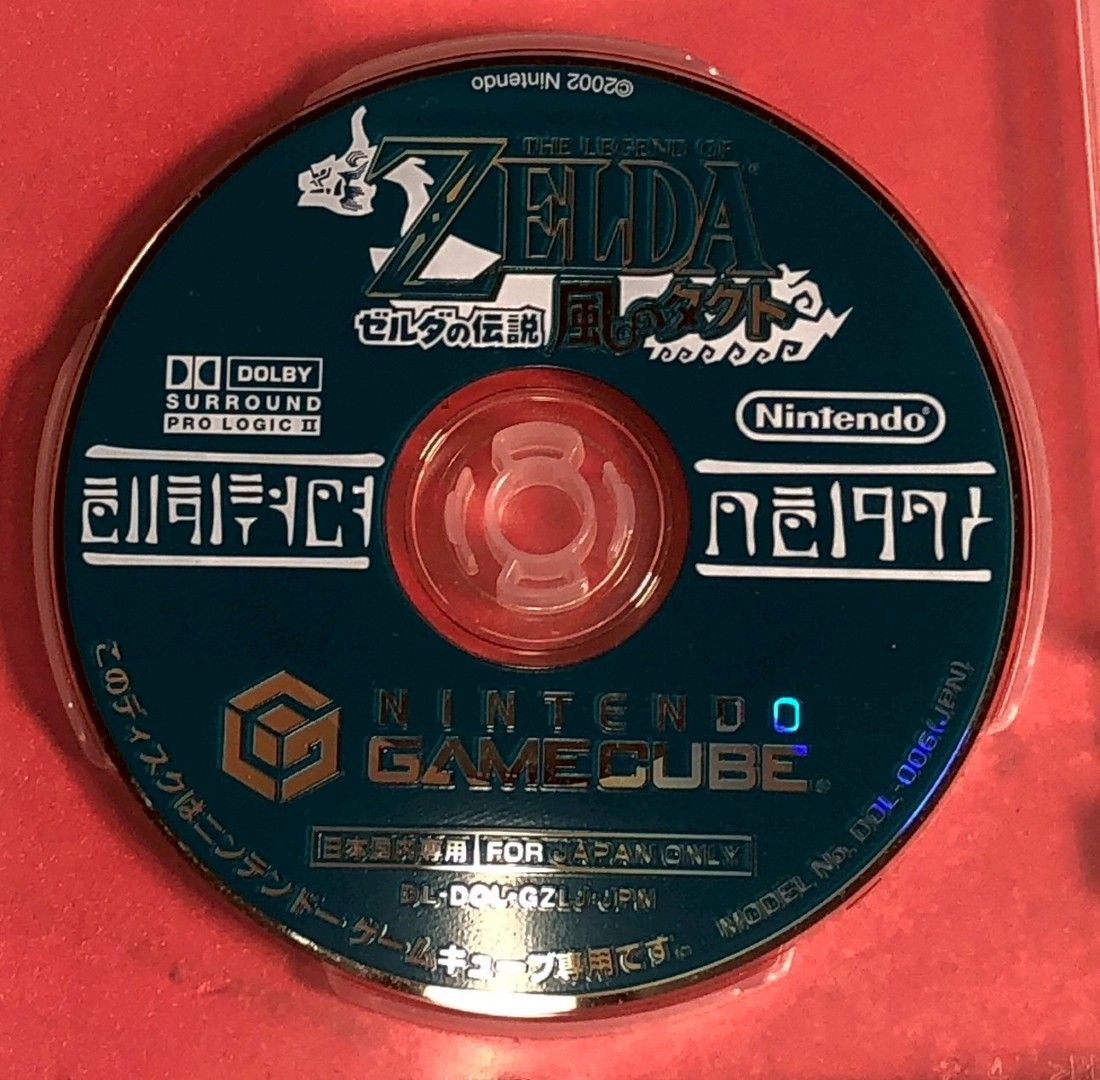 ©2002 Nintendo
THE LEGEND OF
ZELDA
ゼルダの伝説 風のタクト
DOLBY
SURROUND
PRO LOGIC II
Nintendo®
NINTENDO
GAMECUBE
日本国内専用 FOR JAPAN ONLY
DL-DOL-GZLJ-JPN
このディスクはニンテンドー ゲームキューブ専用です。
MODEL No. DOL-006(JPN)